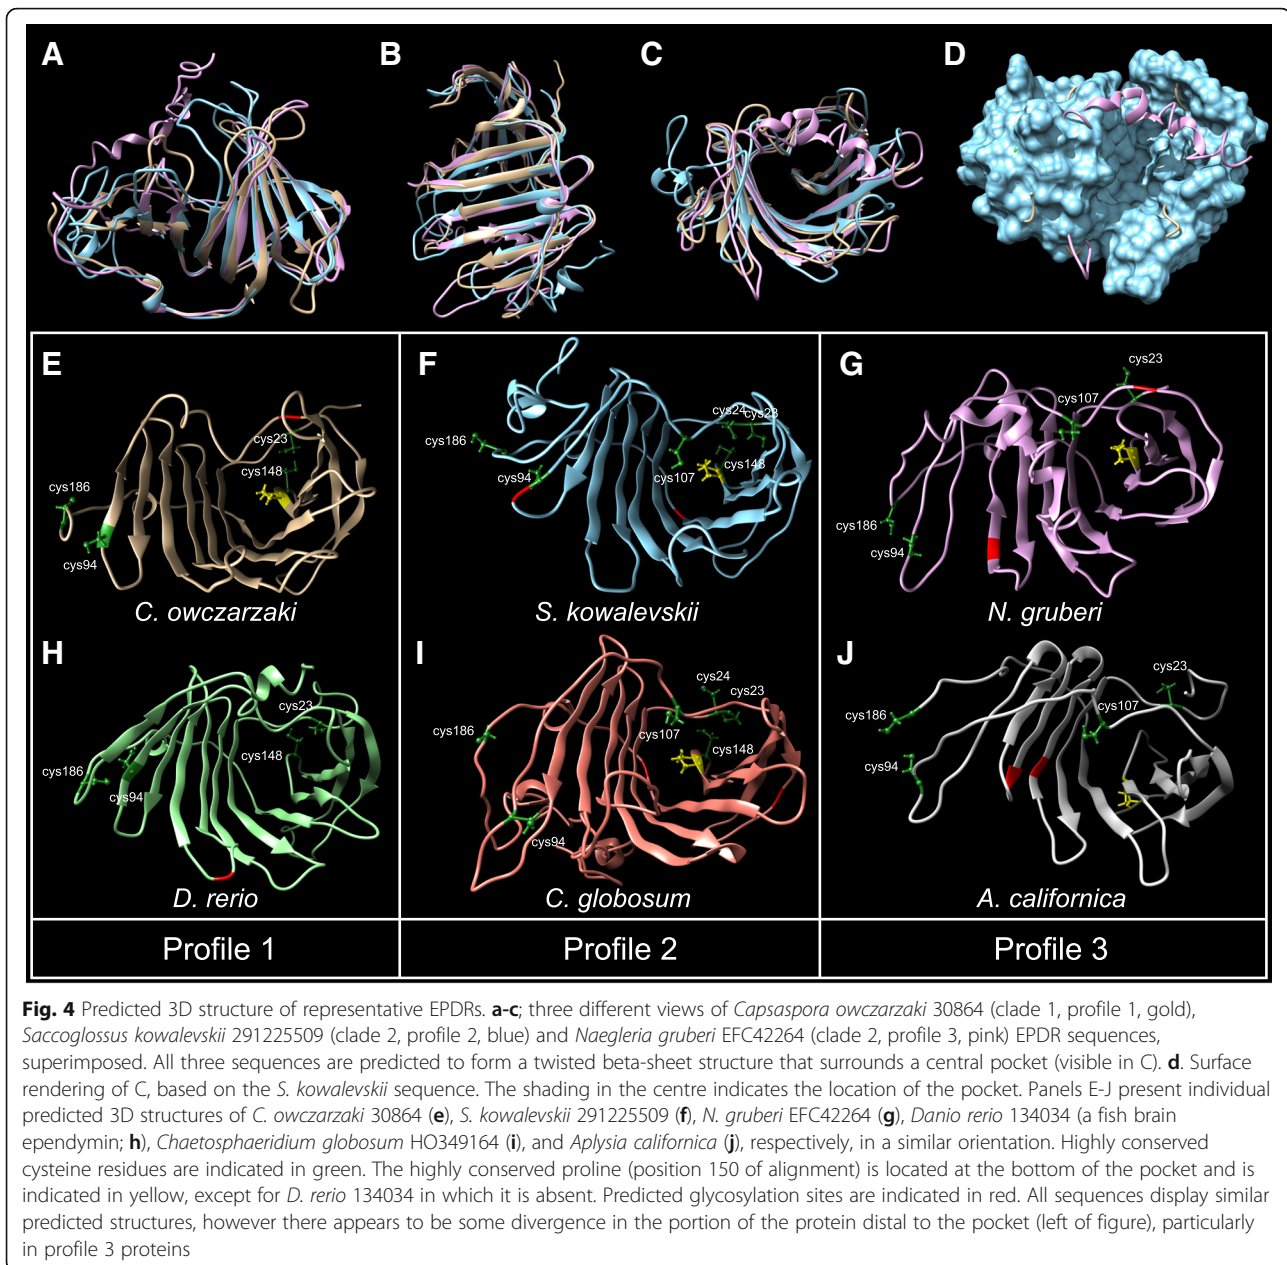 A
B
C
D
E
cys23
cys148
cys186
cys94
C. owczarzaki
F
cys24
cys23
cys186
cys94
cys107
cys148
S. kowalevskii
G
cys23
cys107
cys186
cys94
N. gruberi
H
cys23
cys148
cys186
cys94
D. rerio
I
cys24
cys23
cys186
cys107
cys148
cys94
C. globosum
J
cys23
cys186
cys107
cys94
A. californica
Profile 1
Profile 2
Profile 3
Fig. 4 Predicted 3D structure of representative EPDRs. a-c; three different views of Capsaspora owczarzaki 30864 (clade 1, profile 1, gold),
Saccoglossus kowalevskii 291225509 (clade 2, profile 2, blue) and Naegleria gruberi EFC42264 (clade 2, profile 3, pink) EPDR sequences,
superimposed. All three sequences are predicted to form a twisted beta-sheet structure that surrounds a central pocket (visible in C). d. Surface
rendering of C, based on the S. kowalevskii sequence. The shading in the centre indicates the location of the pocket. Panels E-J present individual
predicted 3D structures of C. owczarzaki 30864 (e), S. kowalevskii 291225509 (f), N. gruberi EFC42264 (g), Danio rerio 134034 (a fish brain
ependymin; h), Chaetosphaeridium globosum HO349164 (i), and Aplysia californica (j), respectively, in a similar orientation. Highly conserved
cysteine residues are indicated in green. The highly conserved proline (position 150 of alignment) is located at the bottom of the pocket and is
indicated in yellow, except for D. rerio 134034 in which it is absent. Predicted glycosylation sites are indicated in red. All sequences display similar
predicted structures, however there appears to be some divergence in the portion of the protein distal to the pocket (left of figure), particularly
in profile 3 proteins